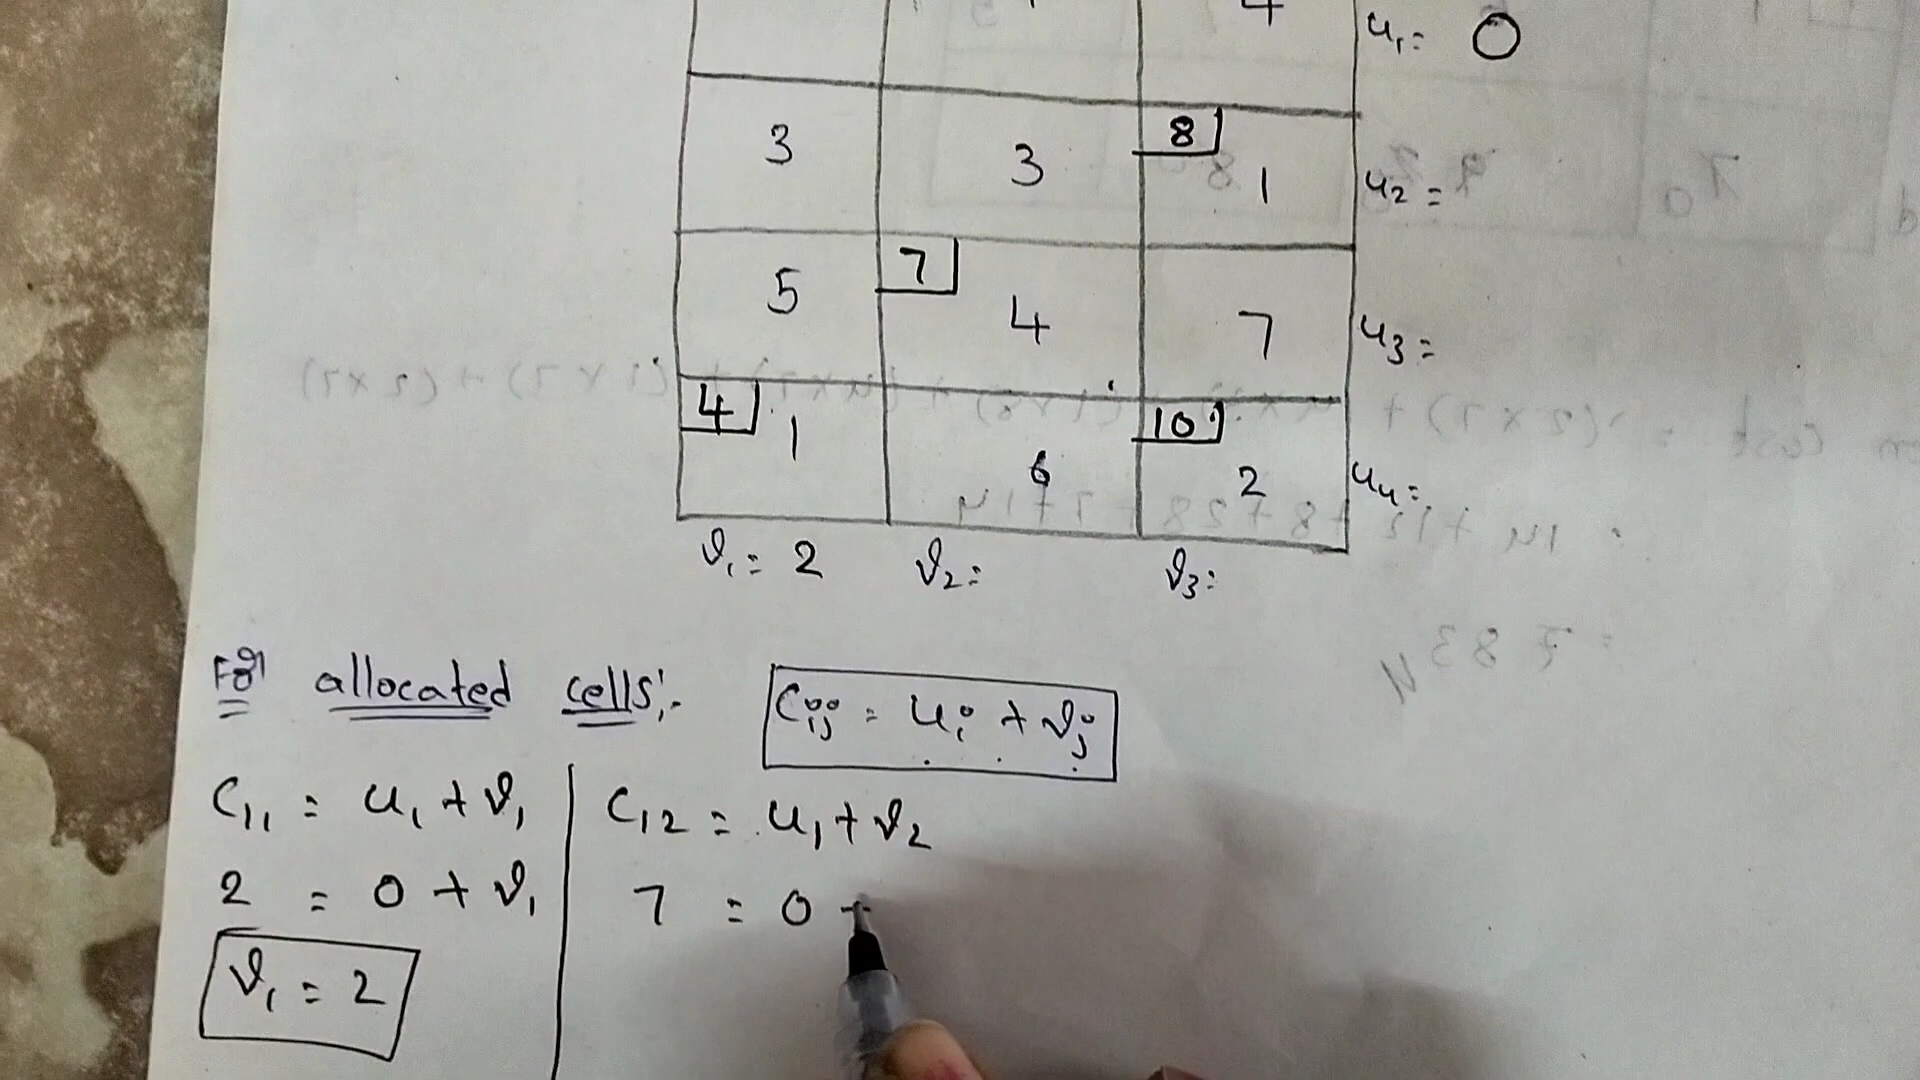 4 u₁= 0
3 3 8 1 u₂=
5 7 4 7 u₃=
4 1 6 10 2 u₄=
v₁= 2 v₂= v₃=
For allocated cells:- Cij = ui + vj
C₁₁ = u₁ + v₁ C₁₂ = u₁ + v₂
2 = 0 + v₁ 7 = 0 +
v₁ = 2